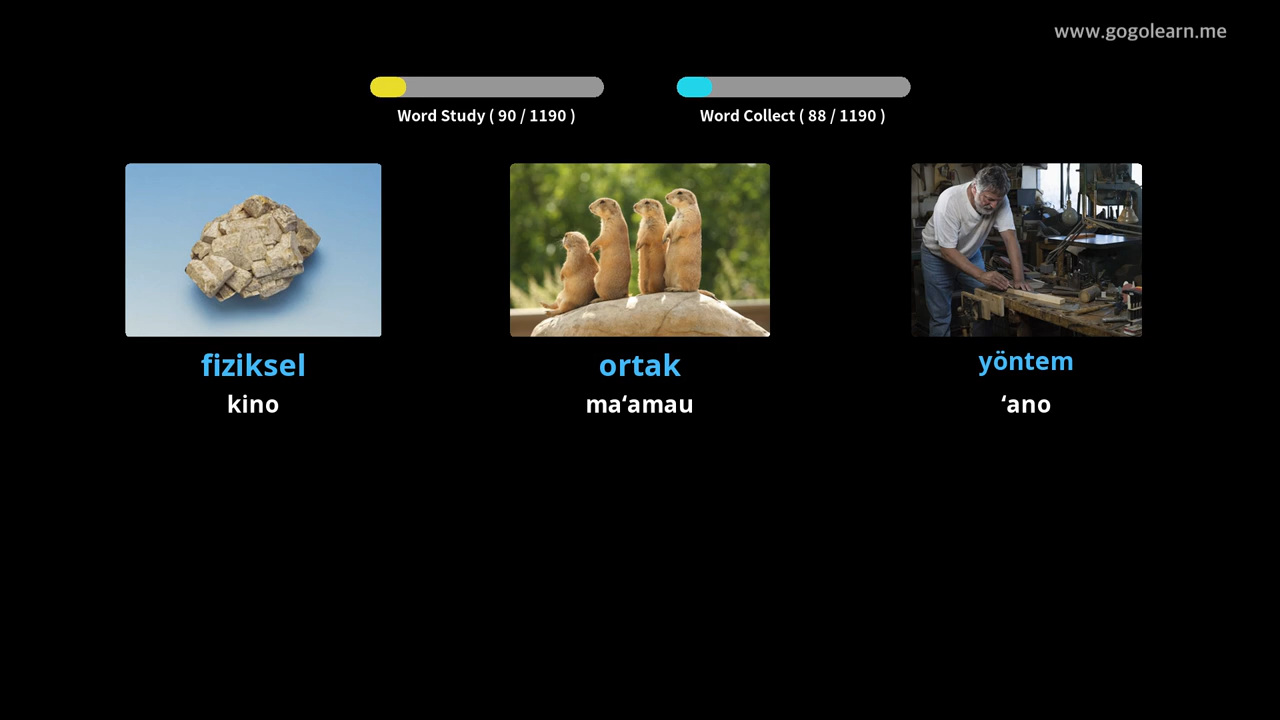 www.gogolearn.me
Word Study ( 90 / 1190 )
Word Collect ( 88 / 1190 )
fiziksel
ortak
yöntem
kino
maʻamau
ʻano